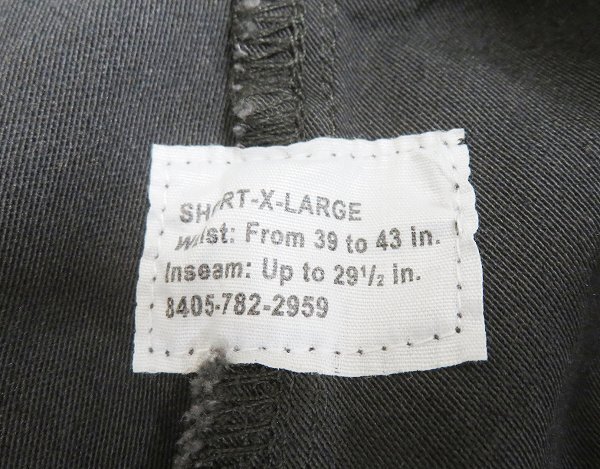 SHORT-X-LARGE
Waist: From 39 to 43 in.
Inseam: Up to 29½ in.
8405-782-2959